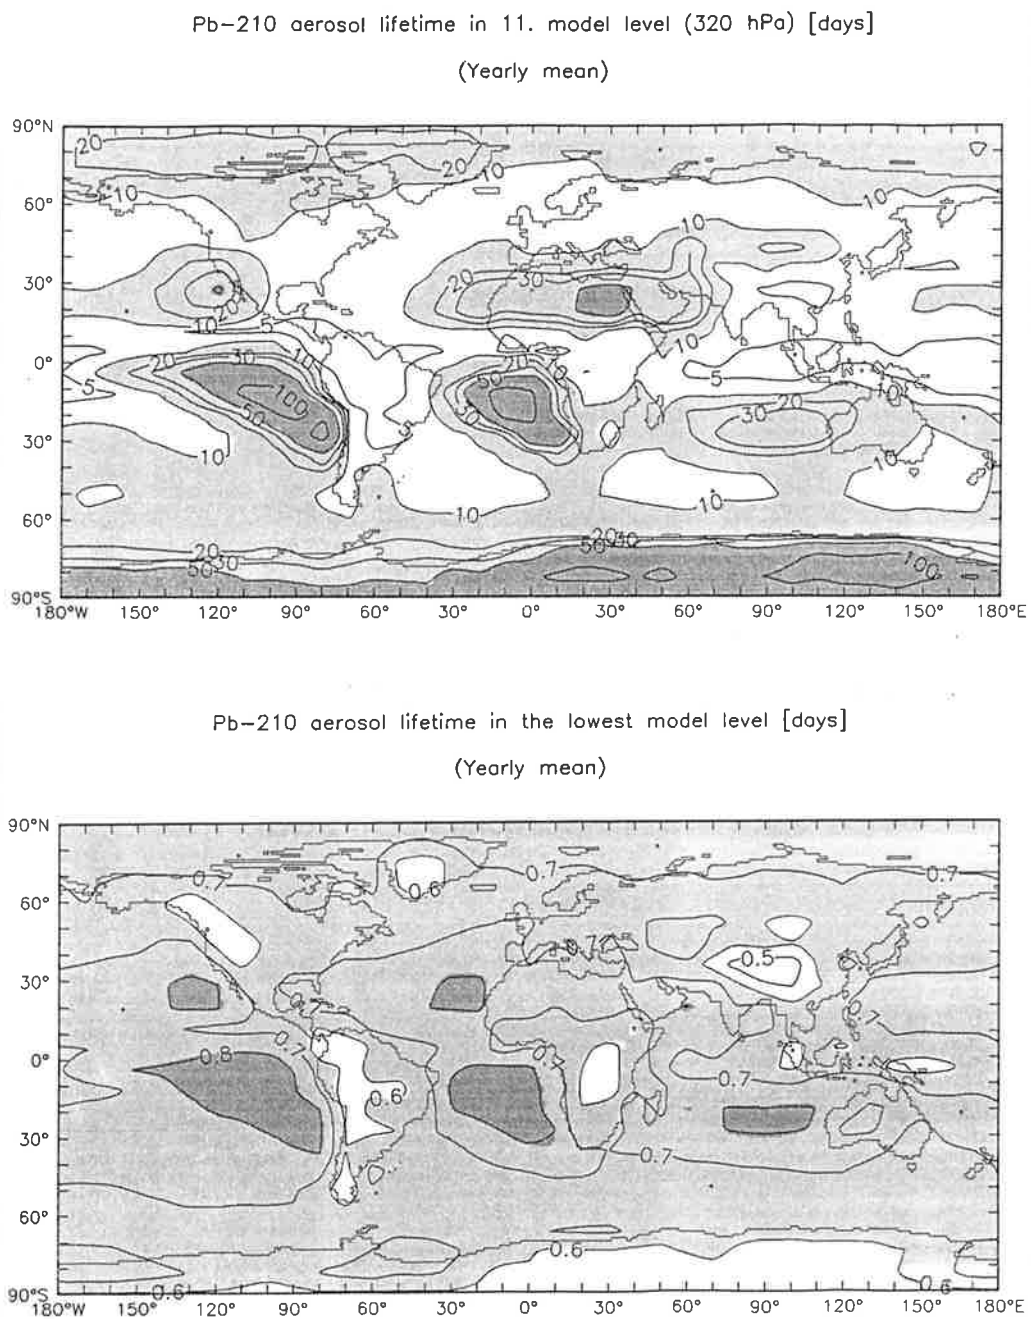 Pb-210 aerosol lifetime in 11. model level (320 hPa) [days]
(Yearly mean)
90°N
60°
30°
0°
30°
60°
90°S
180°W 150° 120° 90° 60° 30° 0° 30° 60° 90° 120° 150° 180°E
20 20 10 10 10 10
20 30 20 10 5 10
20 30 10 5 50 100 10
50 30 5 30 20 10
10 10 10 10
20 30 50 20 30 50 100
Pb-210 aerosol lifetime in the lowest model level [days]
(Yearly mean)
90°N
60°
30°
0°
30°
60°
90°S
180°W 150° 120° 90° 60° 30° 0° 30° 60° 90° 120° 150° 180°E
0.7 0.6 0.7 0.7
0.7 0.5
0.7 0.7
0.8 0.7 0.7
0.6
0.7
0.6
0.6 0.6